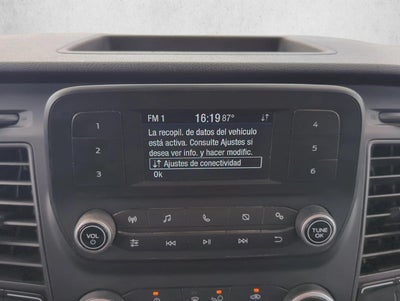 FM 1 16:19 87°
La recopil. de datos del vehículo
está activa. Consulte Ajustes si
desea ver info. y hacer modific.
Ajustes de conectividad
Ok
1
2
3
4
5
6
VOL
TUNE
OK